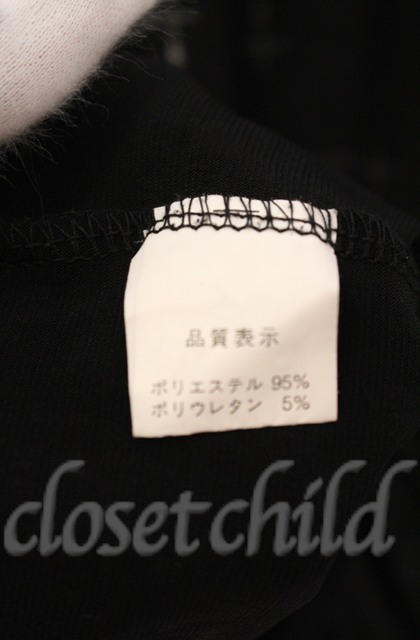 品質表示
ポリエステル 95%
ポリウレタン 5%
closet child